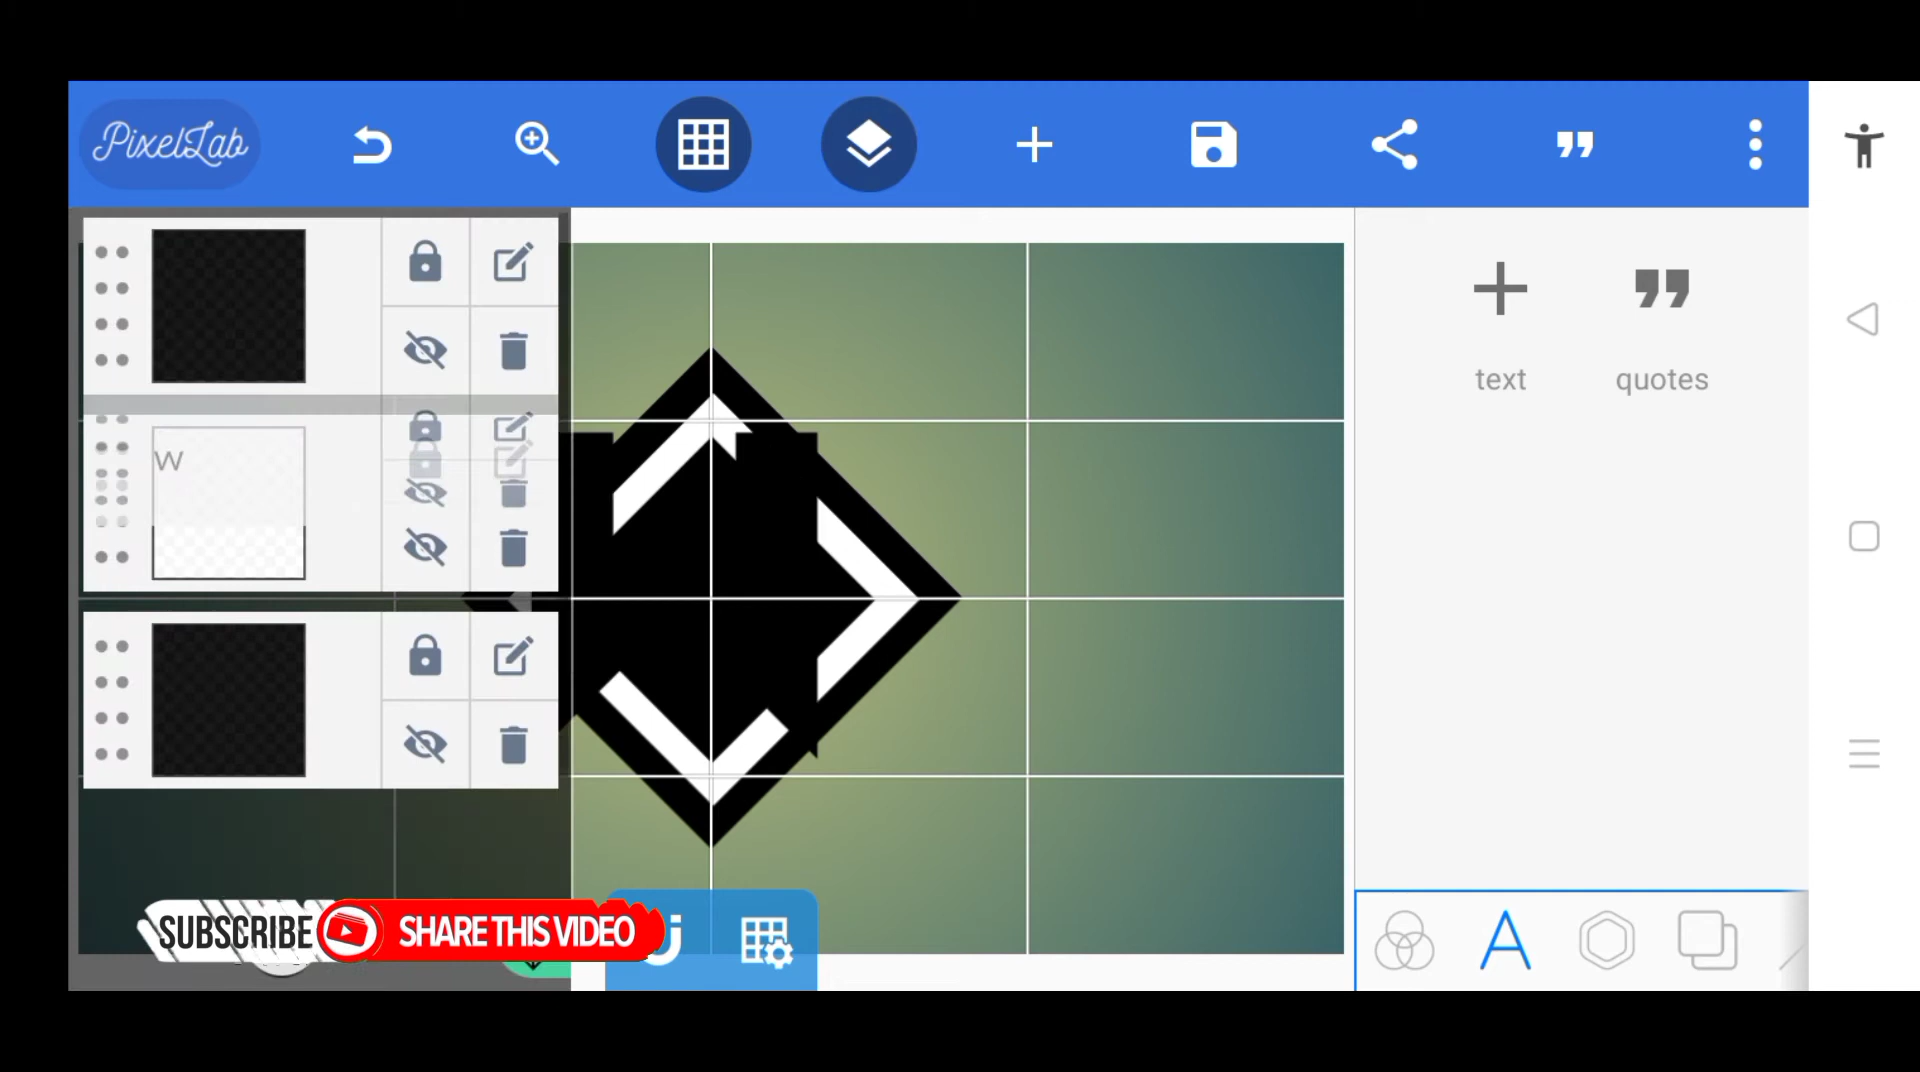 PixelLab
W
text
quotes
SUBSCRIBE
SHARE THIS VIDEO